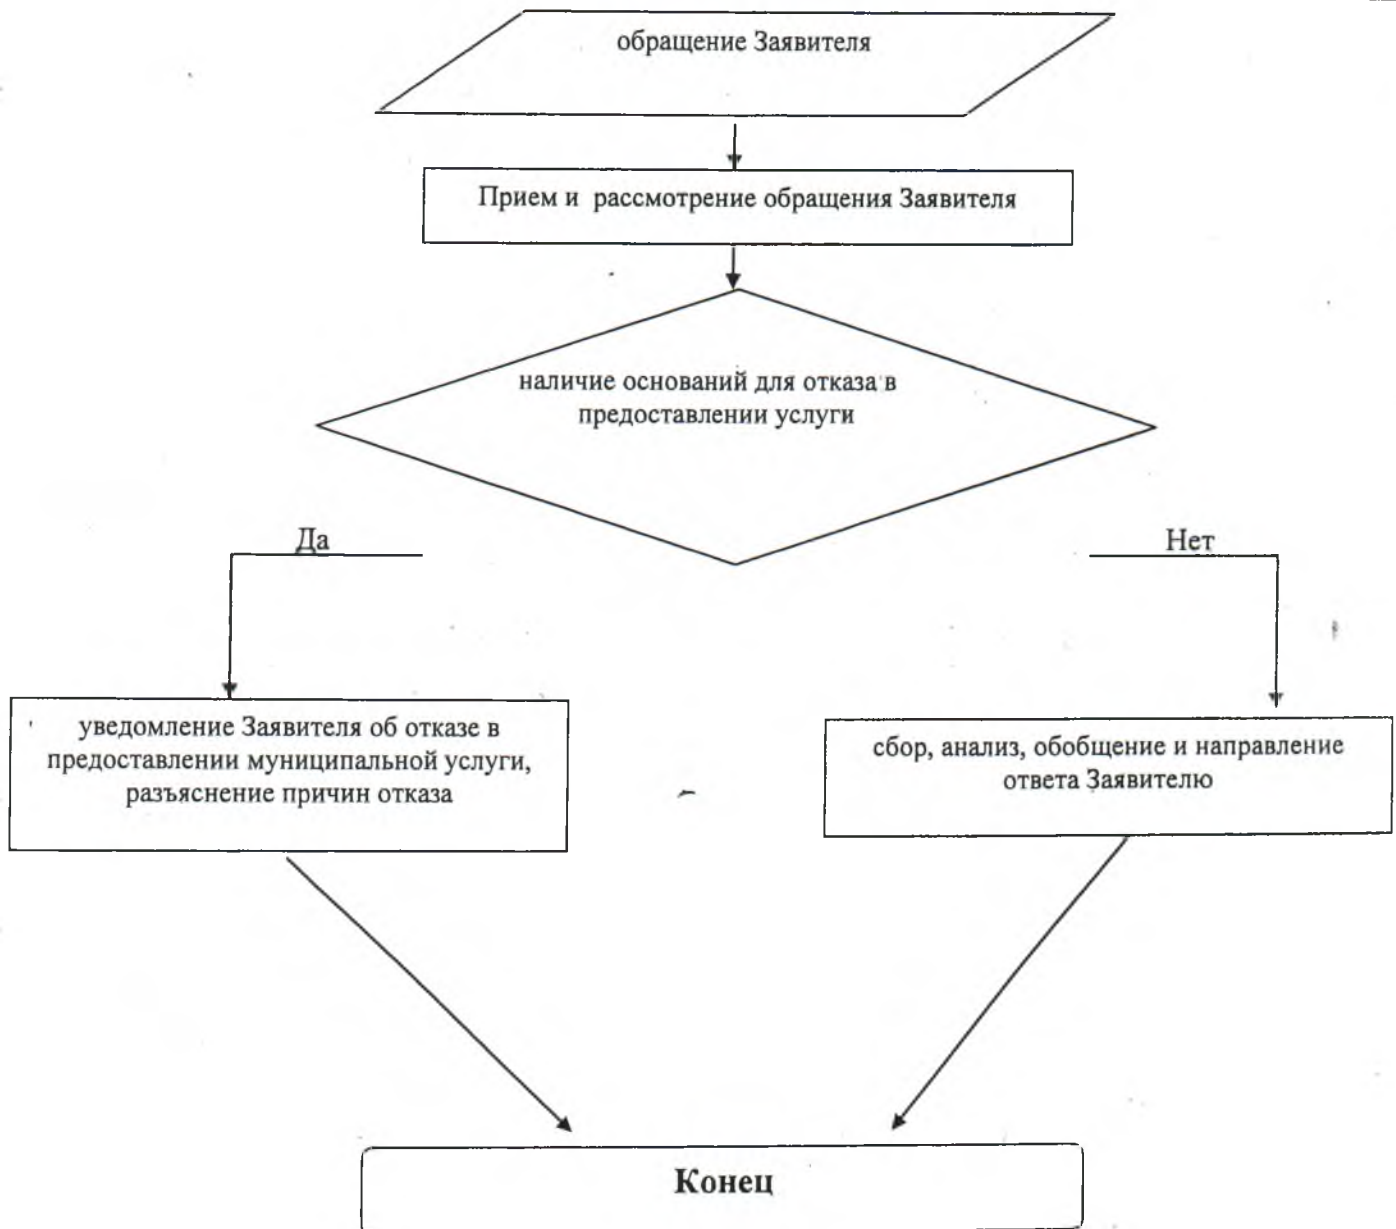 обращение Заявителя
Прием и рассмотрение обращения Заявителя
наличие оснований для отказа в
предоставлении услуги
Да
Нет
уведомление Заявителя об отказе в
предоставлении муниципальной услуги,
разъяснение причин отказа
сбор, анализ, обобщение и направление
ответа Заявителю
Конец